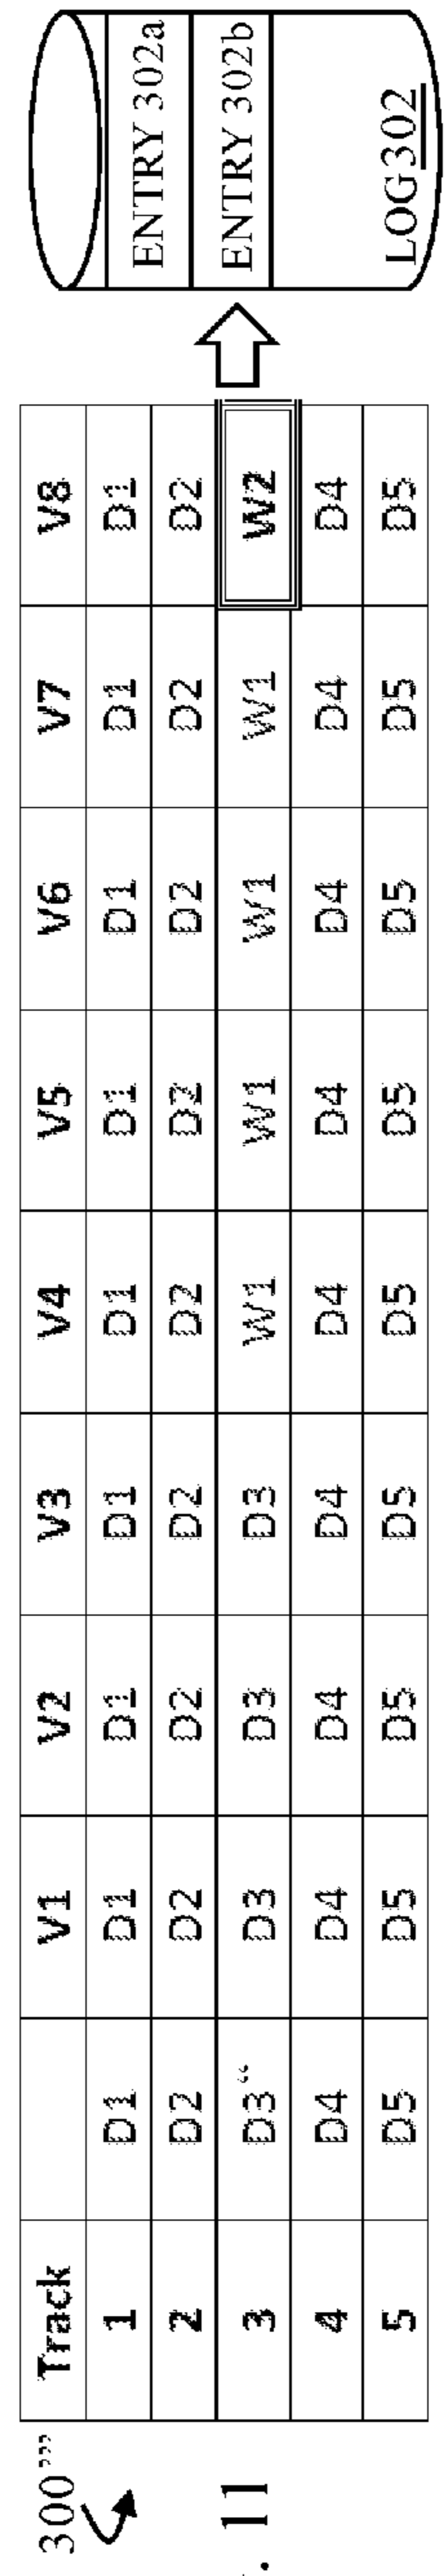 300”””
. 11
Track V1 V2 V3 V4 V5 V6 V7 V8
1 D1 D1 D1 D1 D1 D1 D1 D1 D1
2 D2 D2 D2 D2 D2 D2 D2 D2 D2
3 D3“ D3 D3 D3 W1 W1 W1 W1 W2
4 D4 D4 D4 D4 D4 D4 D4 D4 D4
5 D5 D5 D5 D5 D5 D5 D5 D5 D5
ENTRY 302a
ENTRY 302b
LOG302